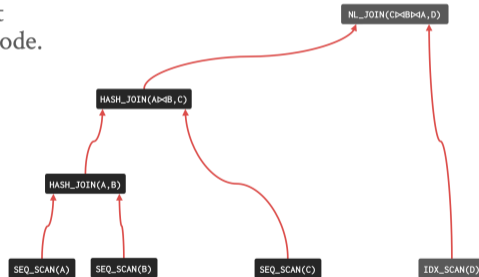 ode.
NL_JOIN(C⋈B⋈A,D)
HASH_JOIN(A⋈B,C)
HASH_JOIN(A,B)
SEQ_SCAN(A)
SEQ_SCAN(B)
SEQ_SCAN(C)
IDX_SCAN(D)